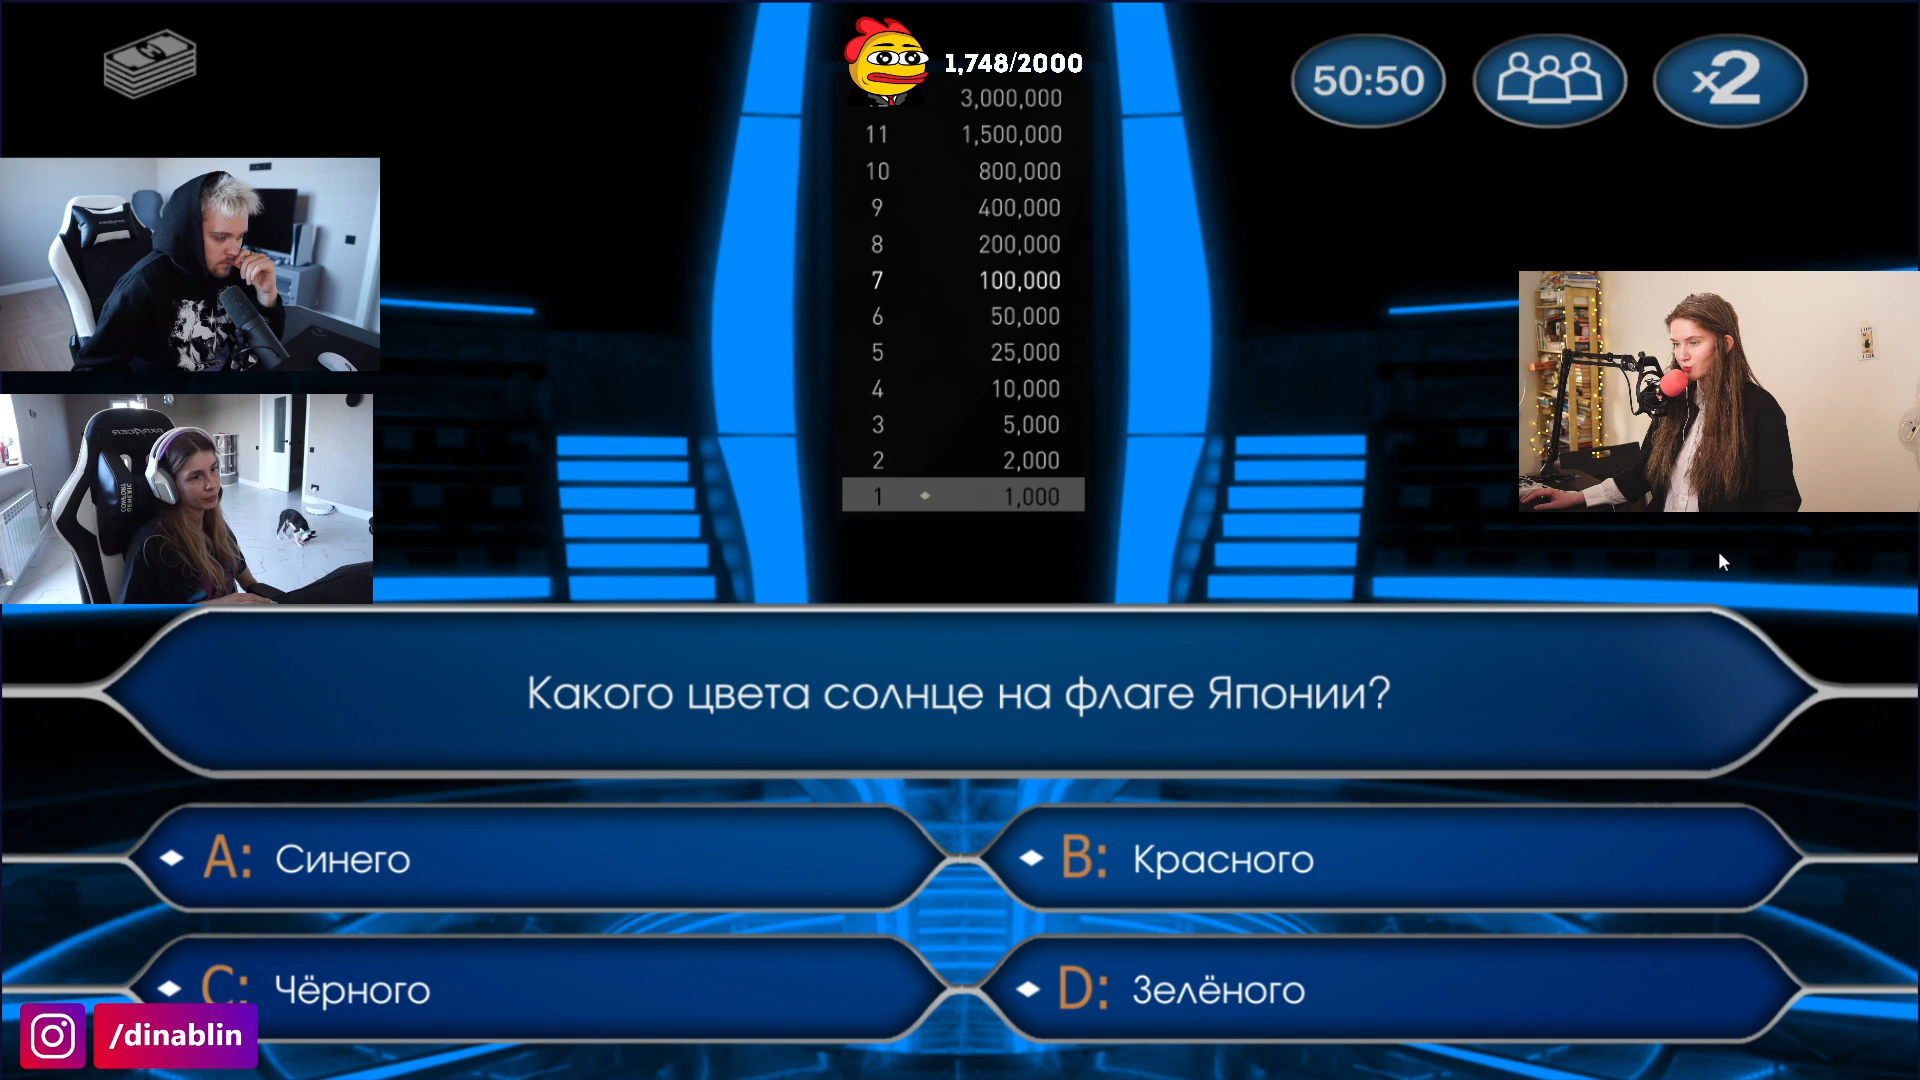 1,748/2000
50:50
x2
3,000,000
11 1,500,000
10 800,000
9 400,000
8 200,000
7 100,000
6 50,000
5 25,000
4 10,000
3 5,000
2 2,000
1 1,000
Какого цвета солнце на флаге Японии?
A: Синего
B: Красного
C: Чёрного
D: Зелёного
/dinablin